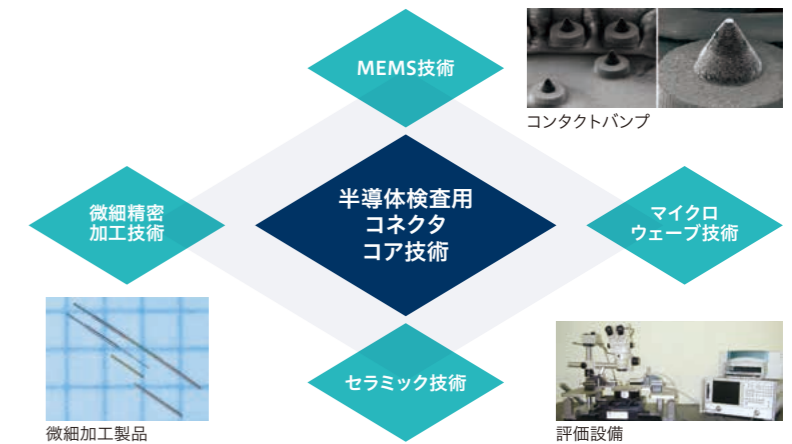 MEMS技術
コンタクトバンプ
半導体検査用
コネクタ
コア技術
微細精密
加工技術
マイクロ
ウェーブ技術
セラミック技術
微細加工製品
評価設備